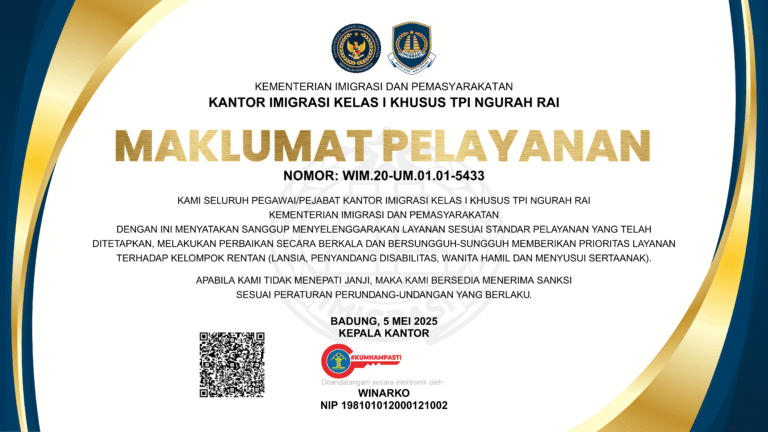 IMIGRASI
KEMENTERIAN IMIGRASI DAN PEMASYARAKATAN
KANTOR IMIGRASI KELAS I KHUSUS TPI NGURAH RAI
MAKLUMAT PELAYANAN
NOMOR: WIM.20-UM.01.01-5433
KAMI SELURUH PEGAWAI/PEJABAT KANTOR IMIGRASI KELAS I KHUSUS TPI NGURAH RAI
KEMENTERIAN IMIGRASI DAN PEMASYARAKATAN
DENGAN INI MENYATAKAN SANGGUP MENYELENGGARAKAN LAYANAN SESUAI STANDAR PELAYANAN YANG TELAH
DITETAPKAN, MELAKUKAN PERBAIKAN SECARA BERKALA DAN BERSUNGGUH-SUNGGUH MEMBERIKAN PRIORITAS LAYANAN
TERHADAP KELOMPOK RENTAN (LANSIA, PENYANDANG DISABILITAS, WANITA HAMIL DAN MENYUSUI SERTAANAK).
APABILA KAMI TIDAK MENEPATI JANJI, MAKA KAMI BERSEDIA MENERIMA SANKSI
SESUAI PERATURAN PERUNDANG-UNDANGAN YANG BERLAKU.
IMIGRASI
BADUNG, 5 MEI 2025
KEPALA KANTOR
#KUMHAMPASTI
Ditandatangani secara elektronik oleh :
WINARKO
NIP 198101012000121002